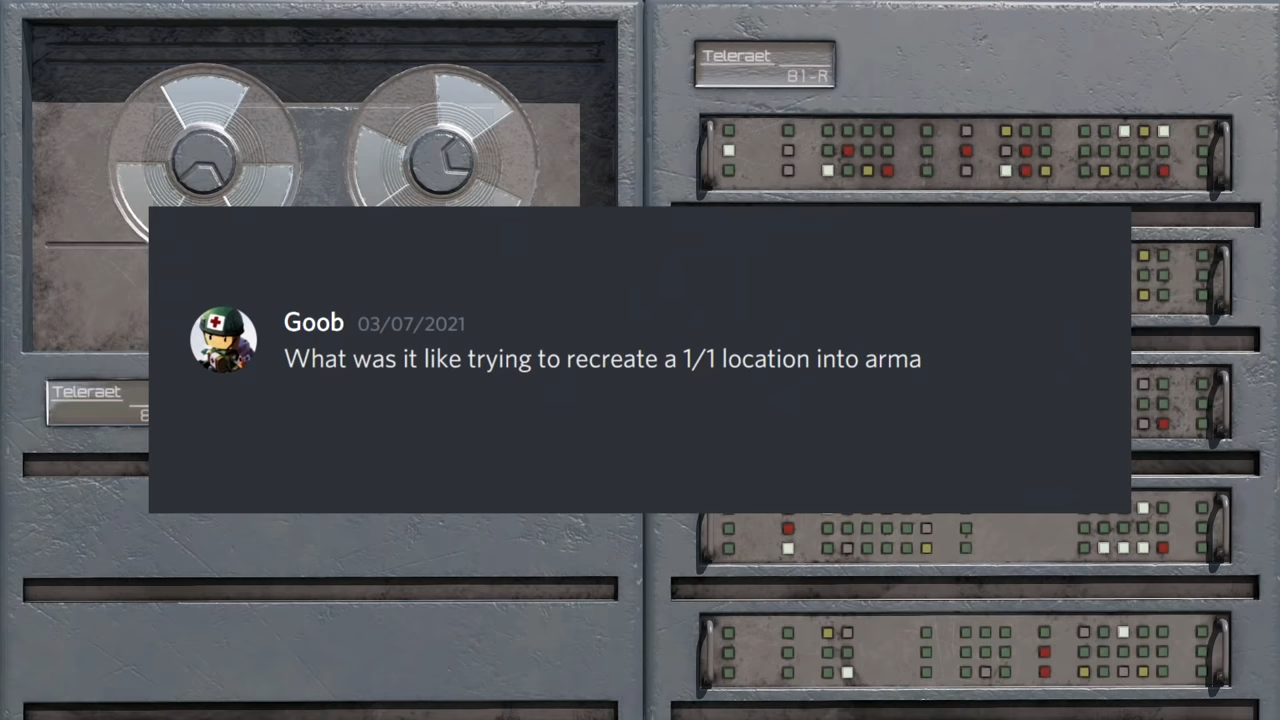 Teleraet
B1-R
Goob 03/07/2021
What was it like trying to recreate a 1/1 location into arma
Teleraet